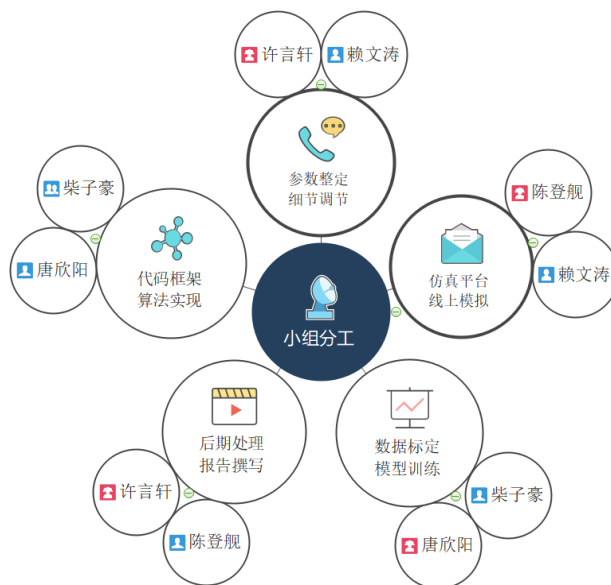 许言轩
赖文涛
参数整定
细节调节
柴子豪
唐欣阳
代码框架
算法实现
陈登舰
赖文涛
仿真平台
线上模拟
小组分工
后期处理
报告撰写
许言轩
陈登舰
数据标定
模型训练
柴子豪
唐欣阳